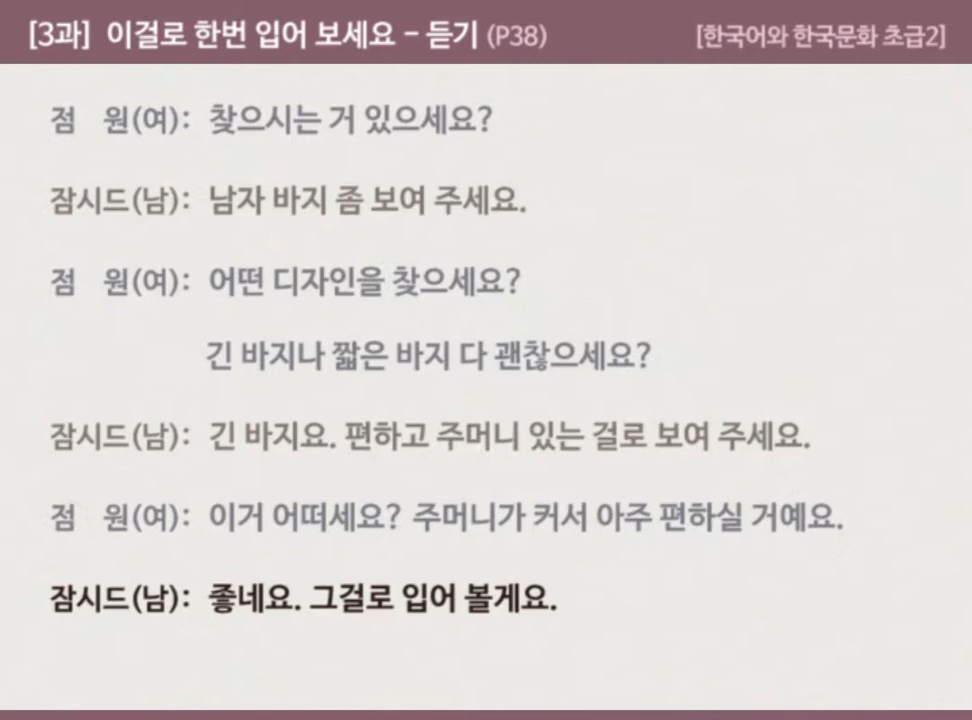 [3과] 이걸로 한번 입어 보세요 - 듣기 (P38) [한국어와 한국문화 초급2]
점 원(여): 찾으시는 거 있으세요?
잠시드(남): 남자 바지 좀 보여 주세요.
점 원(여): 어떤 디자인을 찾으세요?
긴 바지나 짧은 바지 다 괜찮으세요?
잠시드(남): 긴 바지요. 편하고 주머니 있는 걸로 보여 주세요.
점 원(여): 이거 어떠세요? 주머니가 커서 아주 편하실 거예요.
잠시드(남): 좋네요. 그걸로 입어 볼게요.